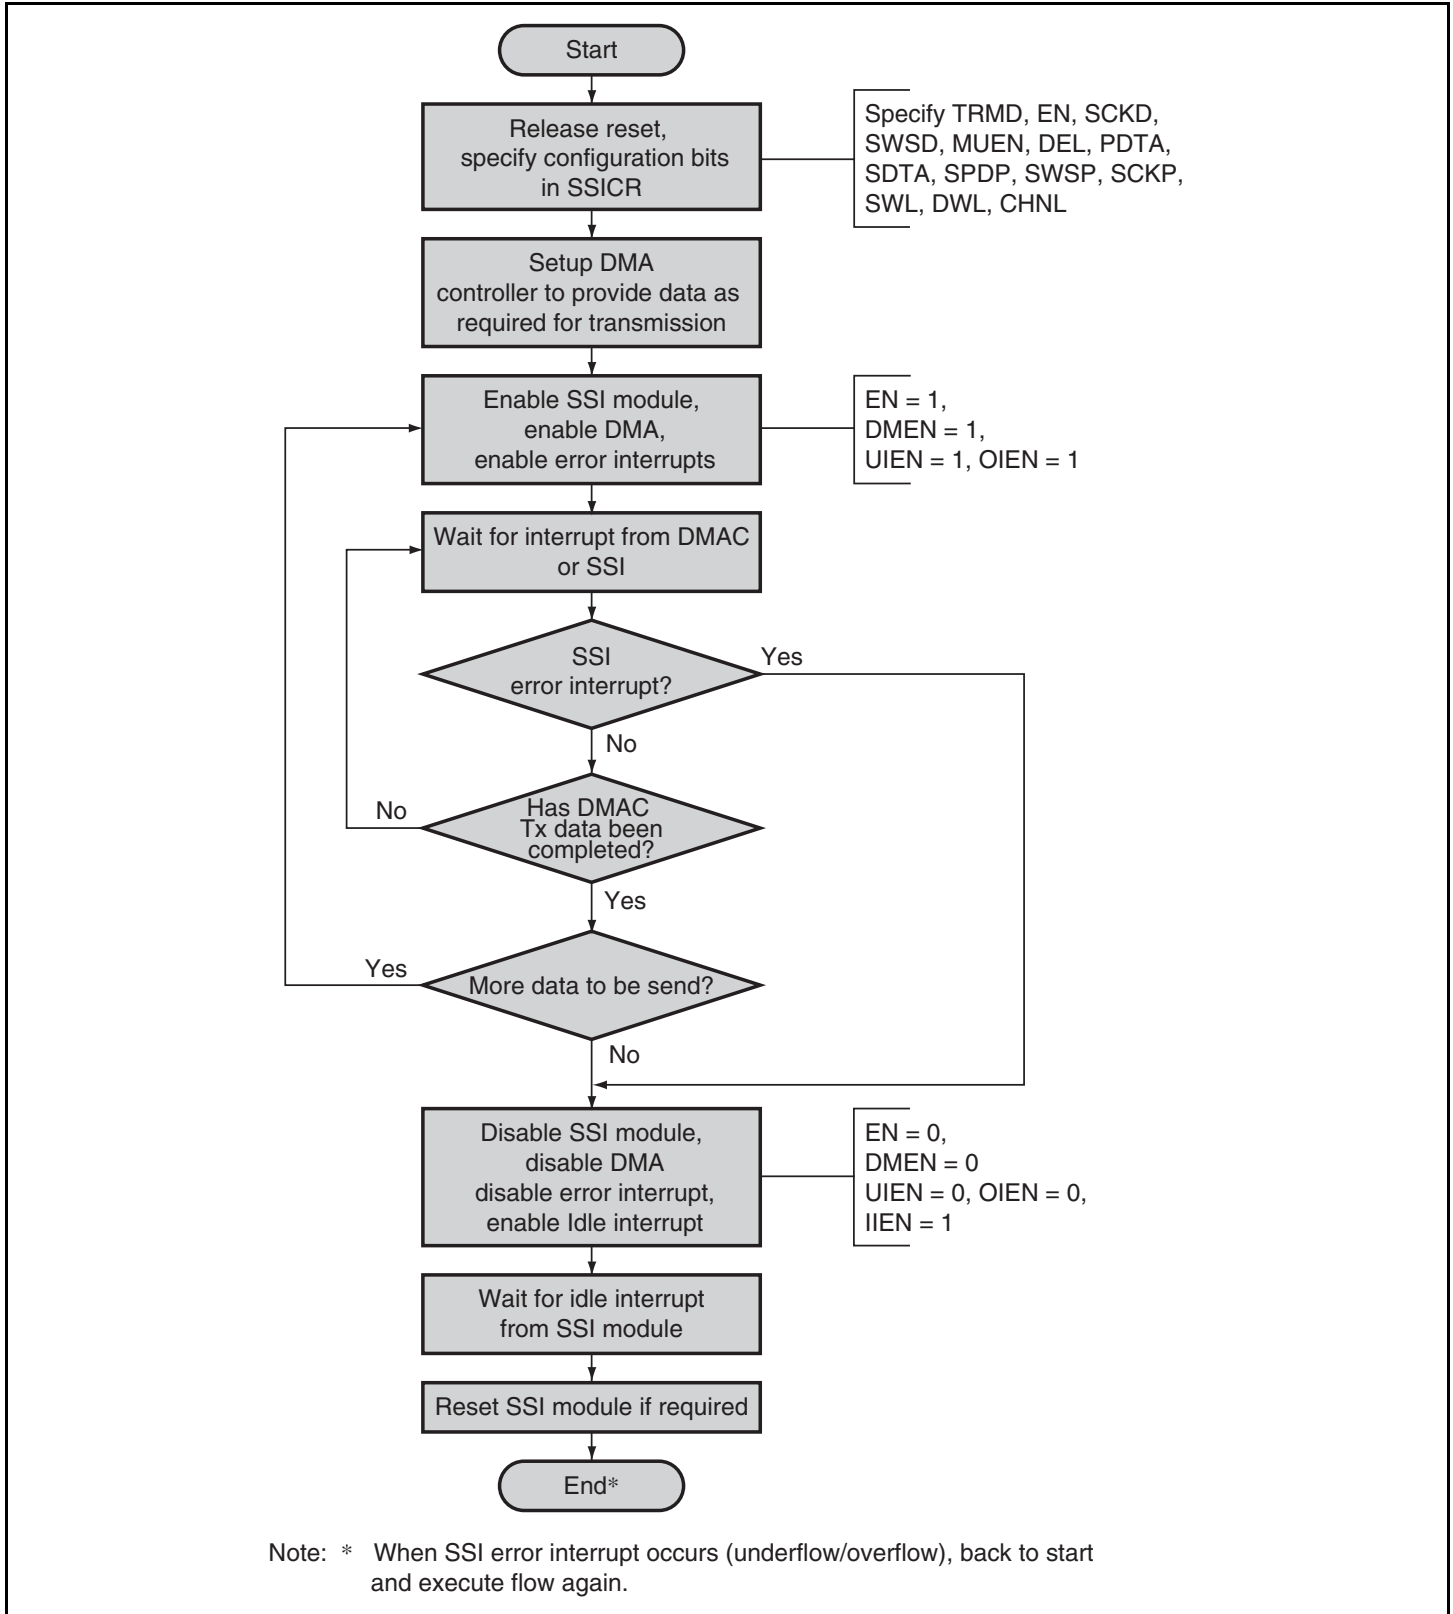 Start
Release reset,
specify configuration bits
in SSICR
Specify TRMD, EN, SCKD,
SWSD, MUEN, DEL, PDTA,
SDTA, SPDP, SWSP, SCKP,
SWL, DWL, CHNL
Setup DMA
controller to provide data as
required for transmission
Enable SSI module,
enable DMA,
enable error interrupts
EN = 1,
DMEN = 1,
UIEN = 1, OIEN = 1
Wait for interrupt from DMAC
or SSI
SSI
error interrupt?
Yes
No
Has DMAC
Tx data been
completed?
No
Yes
More data to be send?
Yes
No
Disable SSI module,
disable DMA
disable error interrupt,
enable Idle interrupt
EN = 0,
DMEN = 0
UIEN = 0, OIEN = 0,
IIEN = 1
Wait for idle interrupt
from SSI module
Reset SSI module if required
End*
Note: * When SSI error interrupt occurs (underflow/overflow), back to start
and execute flow again.